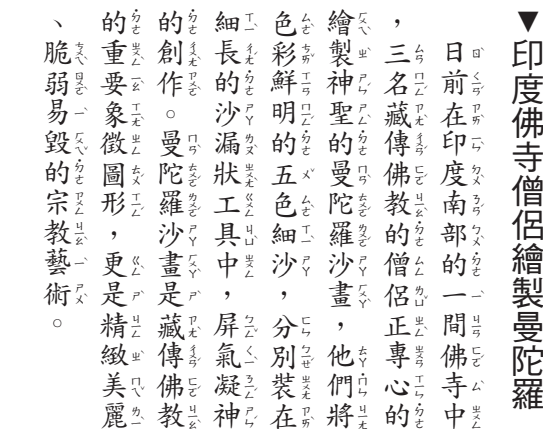 ▼印度佛寺僧侶繪製曼陀羅
日前在印度南部的一間佛寺中
，三名藏傳佛教的僧侶正專心的
繪製神聖的曼陀羅沙畫，他們將
色彩鮮明的五色細沙，分別裝在
細長的沙漏狀工具中，屏氣凝神
的創作。曼陀羅沙畫是藏傳佛教
的重要象徵圖形，更是精緻美麗
、脆弱易毀的宗教藝術。